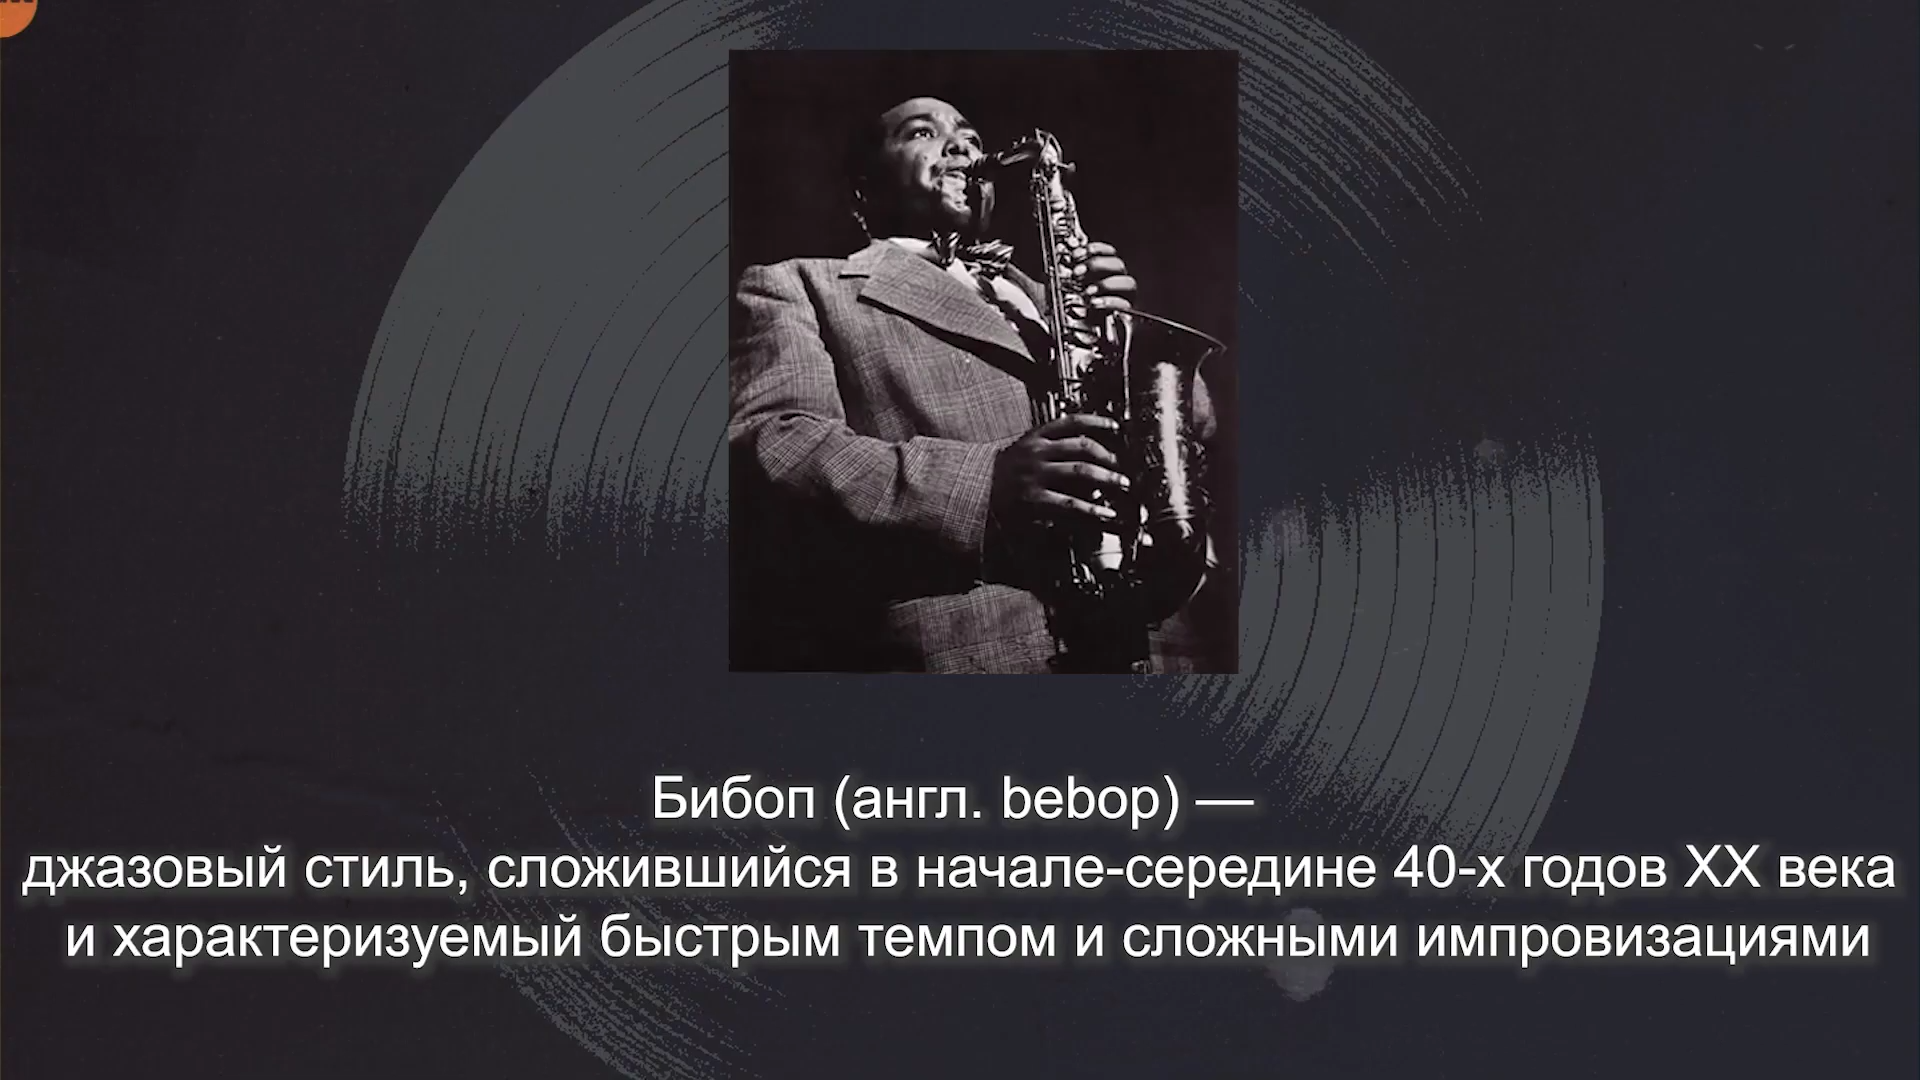 Бибоп (англ. bebop) —
джазовый стиль, сложившийся в начале-середине 40-х годов XX века
и характеризуемый быстрым темпом и сложными импровизациями